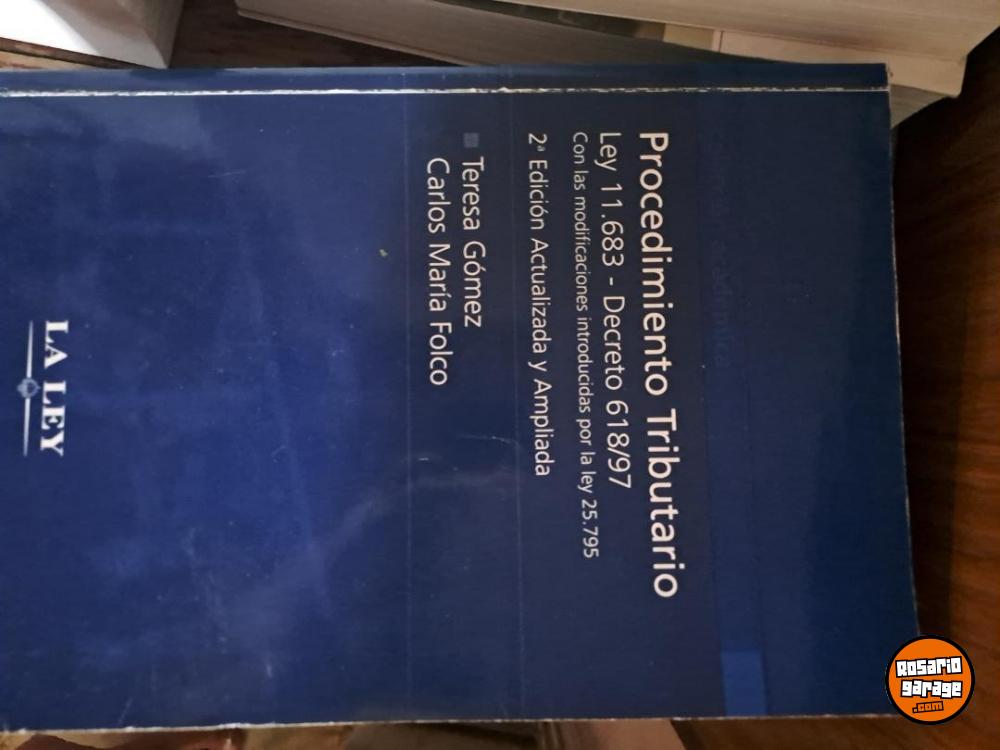 Procedimiento Tributario
Ley 11.683 - Decreto 618/97
Con las modificaciones introducidas por la ley 25.795
2ª Edición Actualizada y Ampliada
Teresa Gómez
Carlos María Folco
LA LEY
ROSARIO
garage
.com